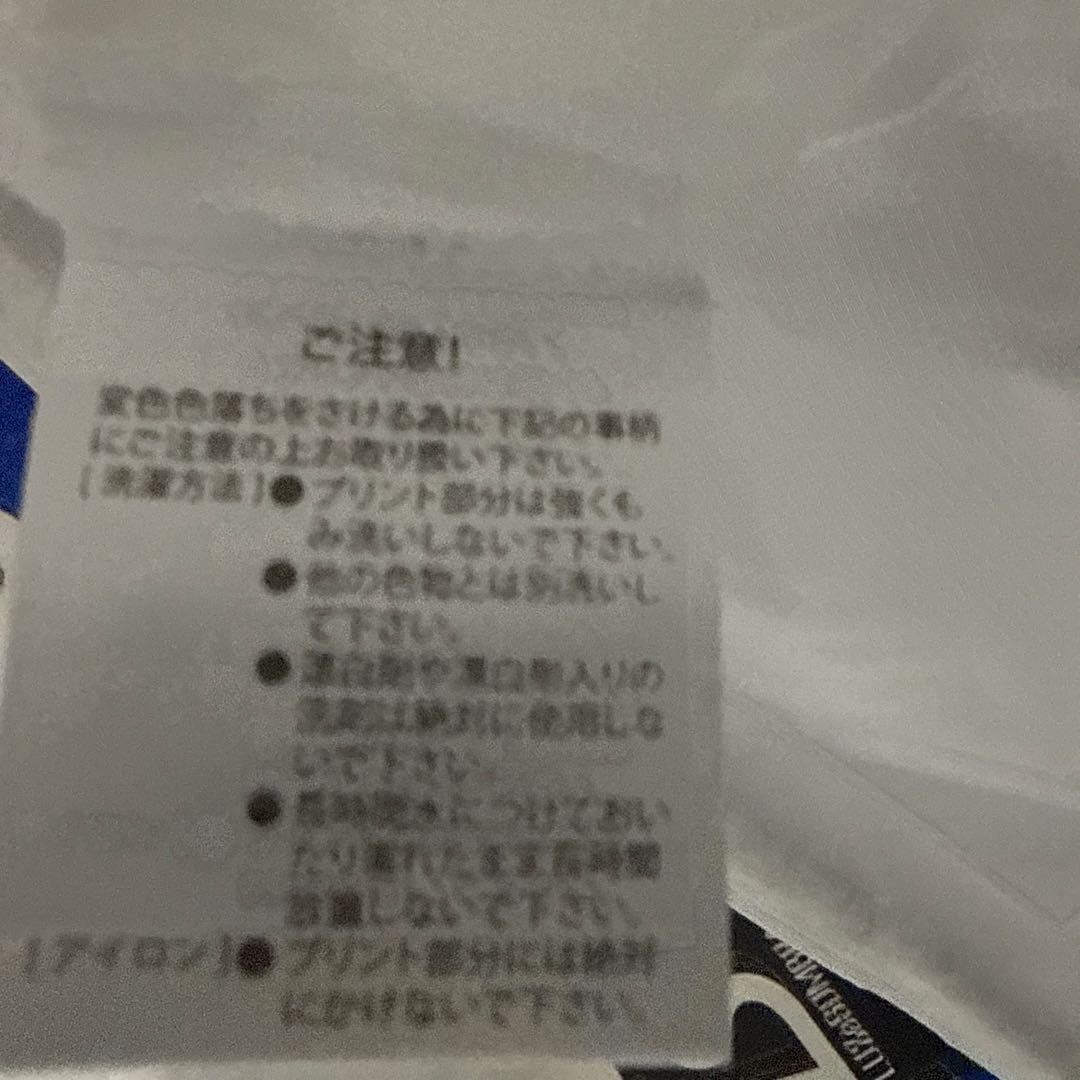 ご注意!
変色色落ちをさける為に下記の事柄
にご注意の上お取り扱い下さい。
[洗濯方法]●プリント部分は強くも
み洗いしないで下さい。
●他の色物とは別洗いし
て下さい。
●漂白剤や漂白剤入りの
洗剤は絶対に使用しな
いで下さい。
●長時間水につけておい
たり濡れたまま長時間
放置しないで下さい。
[アイロン]●プリント部分には絶対
にかけないで下さい。
LUZeSOMBRA